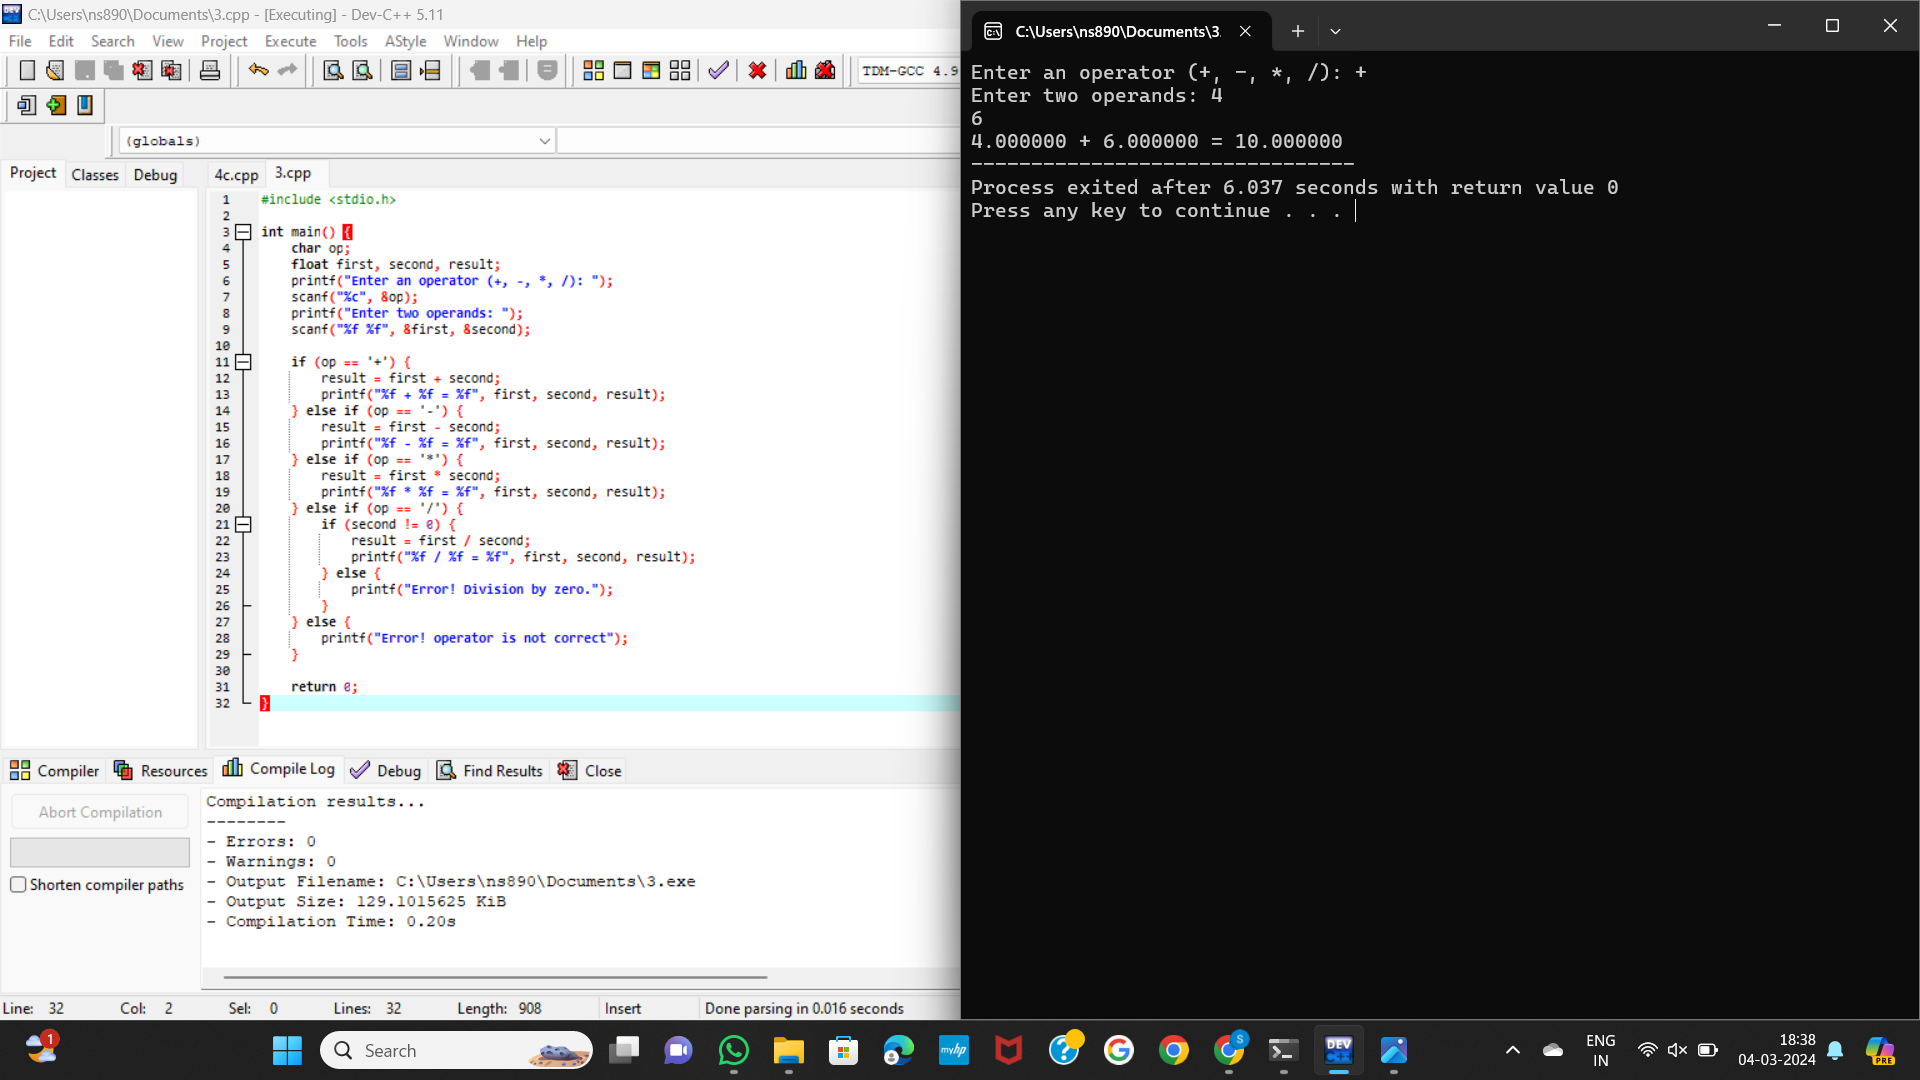 C:\Users\ns890\Documents\3.cpp - [Executing] - Dev-C++ 5.11
File Edit Search View Project Execute Tools AStyle Window Help
TDM-GCC 4.9
(globals)
Project Classes Debug
4c.cpp 3.cpp
1 #include <stdio.h>
2
3 int main() {
4     char op;
5     float first, second, result;
6     printf("Enter an operator (+, -, *, /): ");
7     scanf("%c", &op);
8     printf("Enter two operands: ");
9     scanf("%f %f", &first, &second);
10
11     if (op == '+') {
12         result = first + second;
13         printf("%f + %f = %f", first, second, result);
14     } else if (op == '-') {
15         result = first - second;
16         printf("%f - %f = %f", first, second, result);
17     } else if (op == '*') {
18         result = first * second;
19         printf("%f * %f = %f", first, second, result);
20     } else if (op == '/') {
21         if (second != 0) {
22             result = first / second;
23             printf("%f / %f = %f", first, second, result);
24         } else {
25             printf("Error! Division by zero.");
26         }
27     } else {
28         printf("Error! operator is not correct");
29     }
30
31     return 0;
32 }
Compiler Resources Compile Log Debug Find Results Close
Abort Compilation
Shorten compiler paths
Compilation results...
--------
- Errors: 0
- Warnings: 0
- Output Filename: C:\Users\ns890\Documents\3.exe
- Output Size: 129.1015625 KiB
- Compilation Time: 0.20s
Line: 32 Col: 2 Sel: 0 Lines: 32 Length: 908 Insert Done parsing in 0.016 seconds
C:\Users\ns890\Documents\3.
Enter an operator (+, -, *, /): +
Enter two operands: 4
6
4.000000 + 6.000000 = 10.000000
--------------------------------
Process exited after 6.037 seconds with return value 0
Press any key to continue . . .
1
Search
myhp
S
DEV
C++
ENG
IN
18:38
04-03-2024
PRE